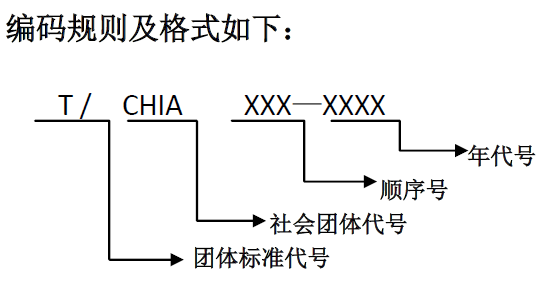 编码规则及格式如下：
T / CHIA XXX—XXXX
年代号
顺序号
社会团体代号
团体标准代号